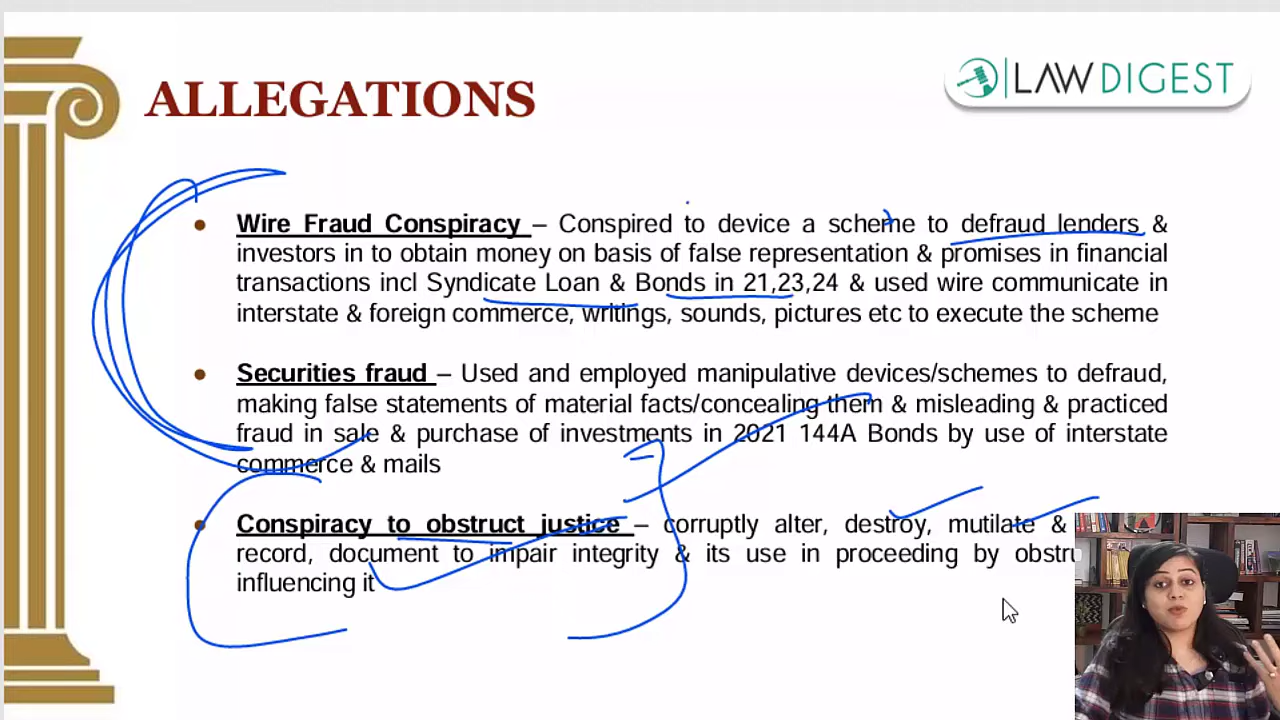 ALLEGATIONS
LAWDIGEST
Wire Fraud Conspiracy – Conspired to device a scheme to defraud lenders &
investors in to obtain money on basis of false representation & promises in financial
transactions incl Syndicate Loan & Bonds in 21,23,24 & used wire communicate in
interstate & foreign commerce, writings, sounds, pictures etc to execute the scheme
Securities fraud – Used and employed manipulative devices/schemes to defraud,
making false statements of material facts/concealing them & misleading & practiced
fraud in sale & purchase of investments in 2021 144A Bonds by use of interstate
commerce & mails
Conspiracy to obstruct justice – corruptly alter, destroy, mutilate &
record, document to impair integrity & its use in proceeding by
influencing it